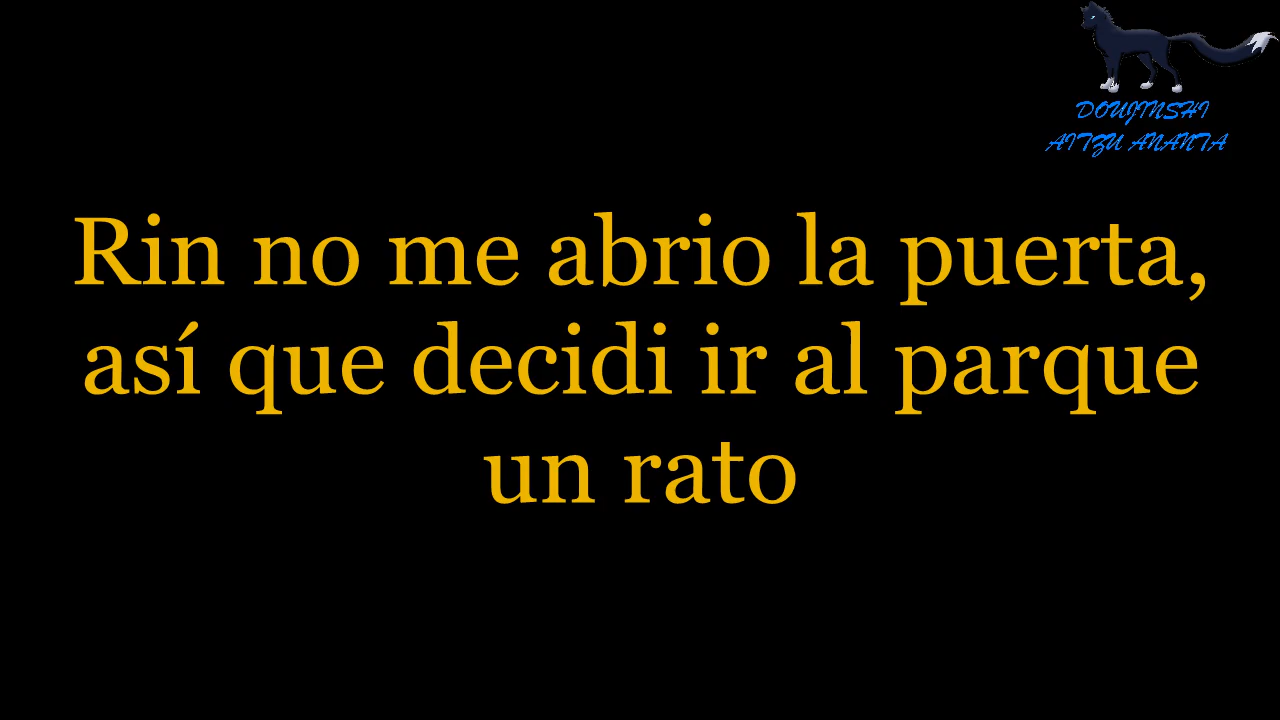 DOUJINSHI
AITZU ANANTA
Rin no me abrio la puerta,
así que decidi ir al parque
un rato